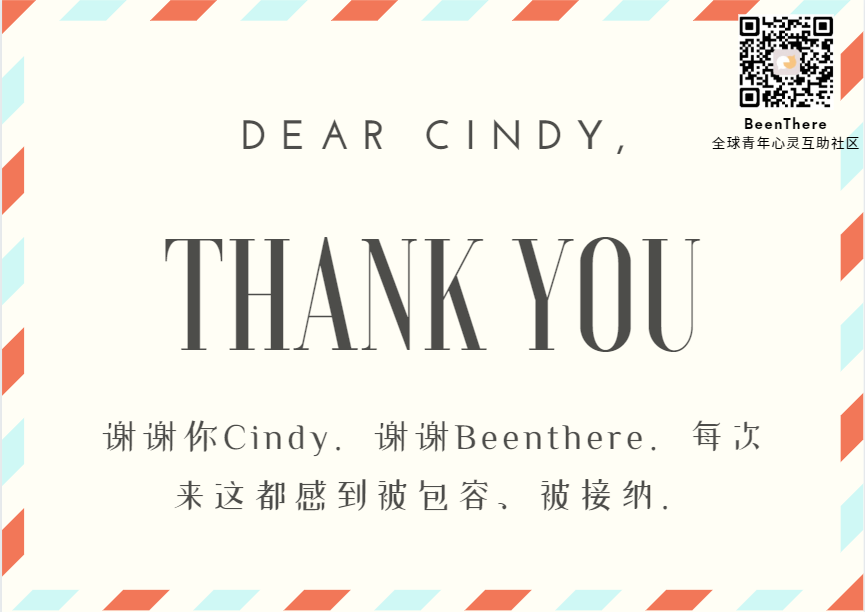 BeenThere
全球青年心灵互助社区
DEAR CINDY,
THANK YOU
谢谢你Cindy．谢谢Beenthere．每次
来这都感到被包容、被接纳．